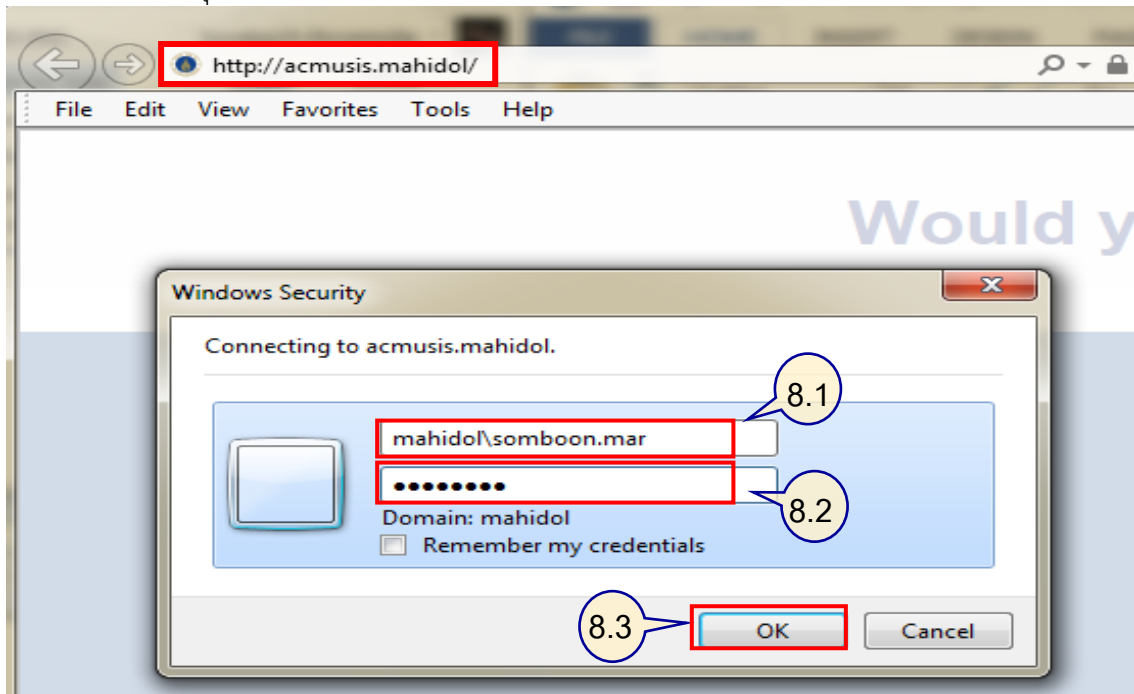 http://acmusis.mahidol/
File Edit View Favorites Tools Help
Would y
Windows Security
Connecting to acmusis.mahidol.
8.1
mahidol\somboon.mar
●●●●●●●●
8.2
Domain: mahidol
Remember my credentials
8.3
OK Cancel